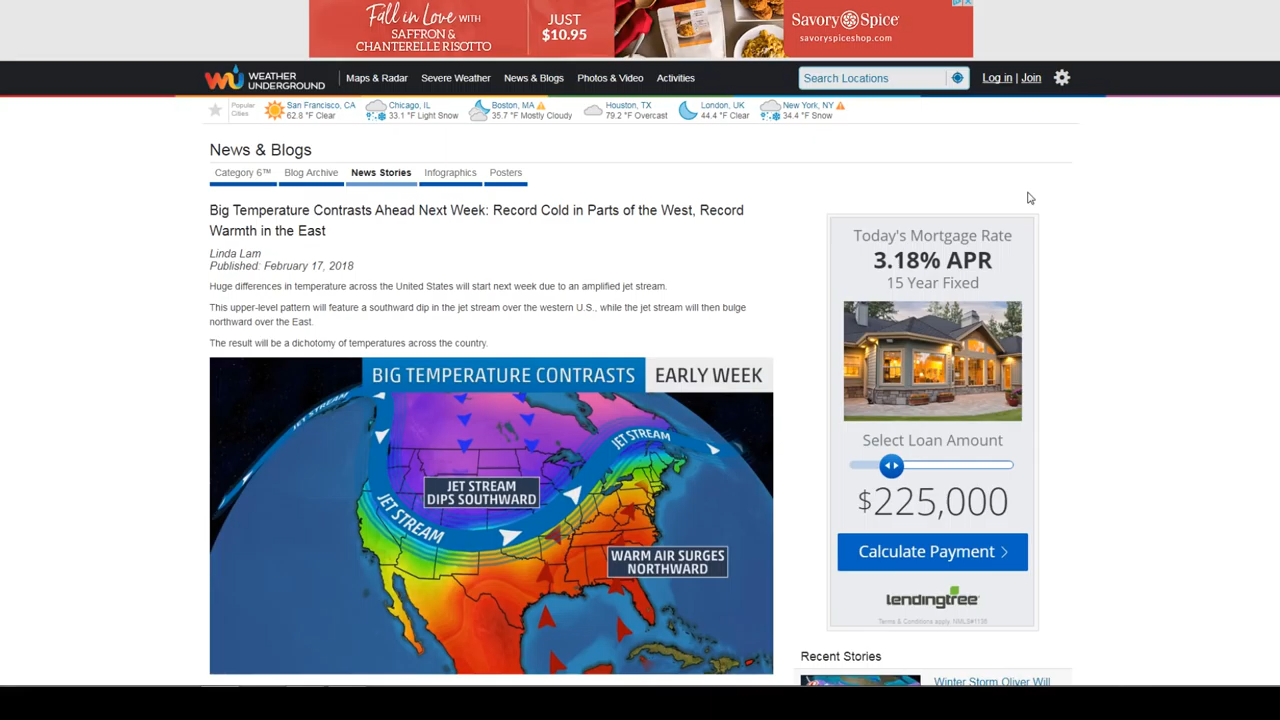 Fall in Love WITH
SAFFRON &
CHANTERELLE RISOTTO
JUST
$10.95
SAVORY SPICE
savoryspiceshop.com
WU WEATHER
UNDERGROUND
Maps & Radar
Severe Weather
News & Blogs
Photos & Video
Activities
Search Locations
Log in | Join
Popular
Cities
San Francisco, CA
62.8 °F Clear
Chicago, IL
33.1 °F Light Snow
Boston, MA
35.7 °F Mostly Cloudy
Houston, TX
79.2 °F Overcast
London, UK
44.4 °F Clear
New York, NY
34.4 °F Snow
News & Blogs
Category 6™
Blog Archive
News Stories
Infographics
Posters
Big Temperature Contrasts Ahead Next Week: Record Cold in Parts of the West, Record
Warmth in the East
Linda Lam
Published: February 17, 2018
Huge differences in temperature across the United States will start next week due to an amplified jet stream.
This upper-level pattern will feature a southward dip in the jet stream over the western U.S., while the jet stream will then bulge
northward over the East.
The result will be a dichotomy of temperatures across the country.
BIG TEMPERATURE CONTRASTS
EARLY WEEK
JET STREAM
JET STREAM
JET STREAM
DIPS SOUTHWARD
JET STREAM
WARM AIR SURGES
NORTHWARD
Today's Mortgage Rate
3.18% APR
15 Year Fixed
Select Loan Amount
$225,000
Calculate Payment
lendingtree
Terms & Conditions apply. NMLS#1136
Recent Stories
Winter Storm Oliver Will